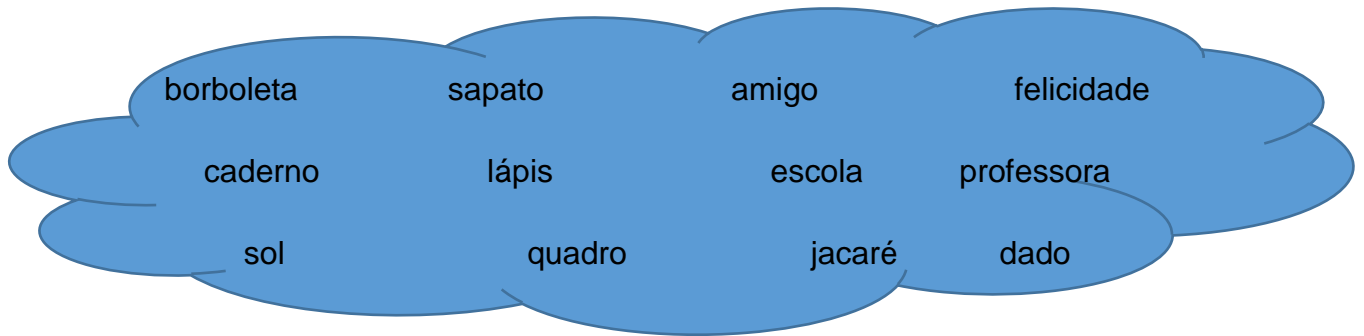 borboleta sapato amigo felicidade
caderno lápis escola professora
sol quadro jacaré dado